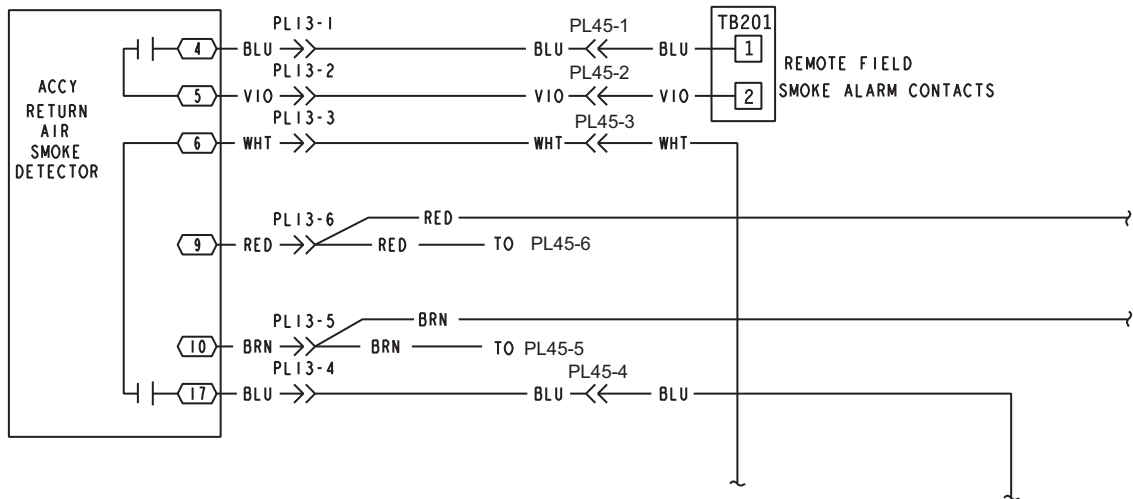 PL13-1
PL45-1
TB201
4 BLU BLU BLU 1
REMOTE FIELD
SMOKE ALARM CONTACTS
PL13-2
PL45-2
5 VIO VIO VIO 2
ACCY
RETURN
AIR
SMOKE
DETECTOR
PL13-3
PL45-3
6 WHT WHT WHT
PL13-6
RED
9 RED RED TO PL45-6
PL13-5
BRN
10 BRN BRN TO PL45-5
PL13-4
PL45-4
17 BLU BLU BLU